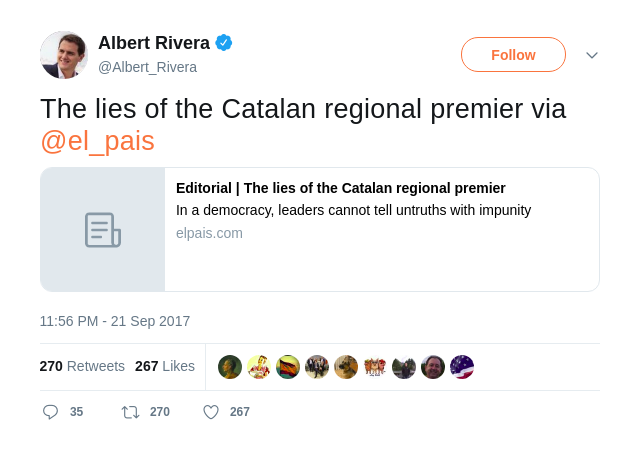 Albert Rivera
@Albert_Rivera
Follow
The lies of the Catalan regional premier via
@el_pais
Editorial | The lies of the Catalan regional premier
In a democracy, leaders cannot tell untruths with impunity
elpais.com
11:56 PM - 21 Sep 2017
270 Retweets 267 Likes
35 270 267